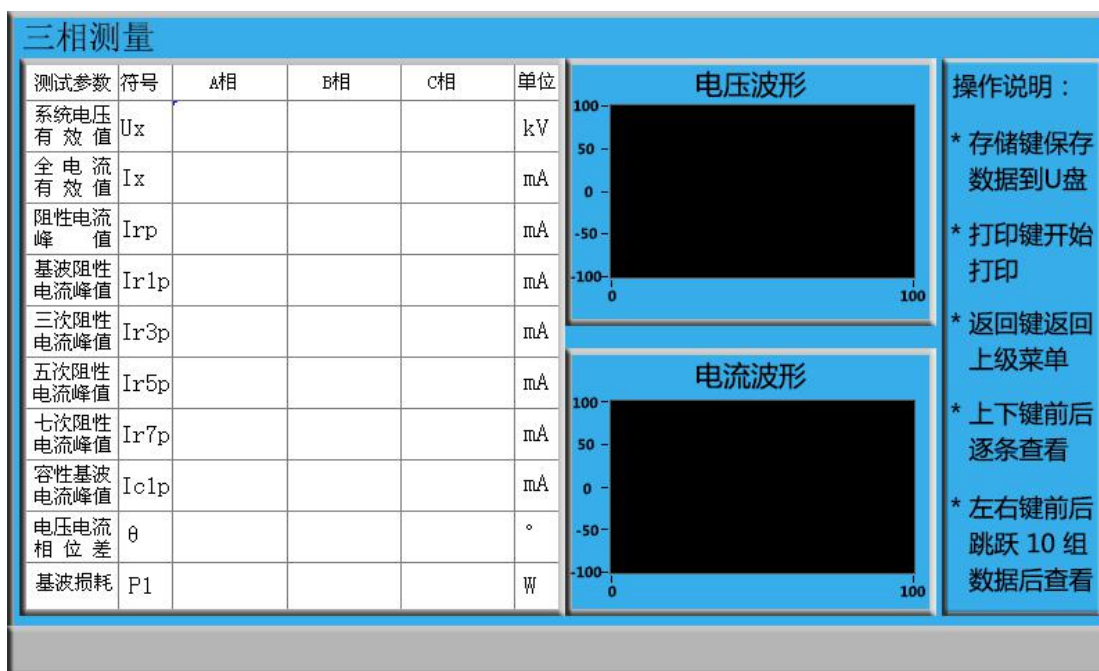 三相测量
测试参数 符号 A相 B相 C相 单位
系统电压
有 效 值 Ux kV
全 电 流
有 效 值 Ix mA
阻性电流
峰 值 Irp mA
基波阻性
电流峰值 Ir1p mA
三次阻性
电流峰值 Ir3p mA
五次阻性
电流峰值 Ir5p mA
七次阻性
电流峰值 Ir7p mA
容性基波
电流峰值 Ic1p mA
电压电流
相 位 差 θ °
基波损耗 P1 W
电压波形
100
50
0
-50
-100
0 100
电流波形
100
50
0
-50
-100
0 100
操作说明：
* 存储键保存
数据到U盘
* 打印键开始
打印
* 返回键返回
上级菜单
* 上下键前后
逐条查看
* 左右键前后
跳跃 10 组
数据后查看